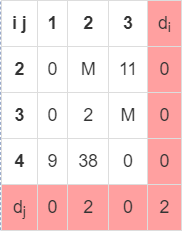 i j 1 2 3 dᵢ
2 0 M 11 0
3 0 2 M 0
4 9 38 0 0
dⱼ 0 2 0 2